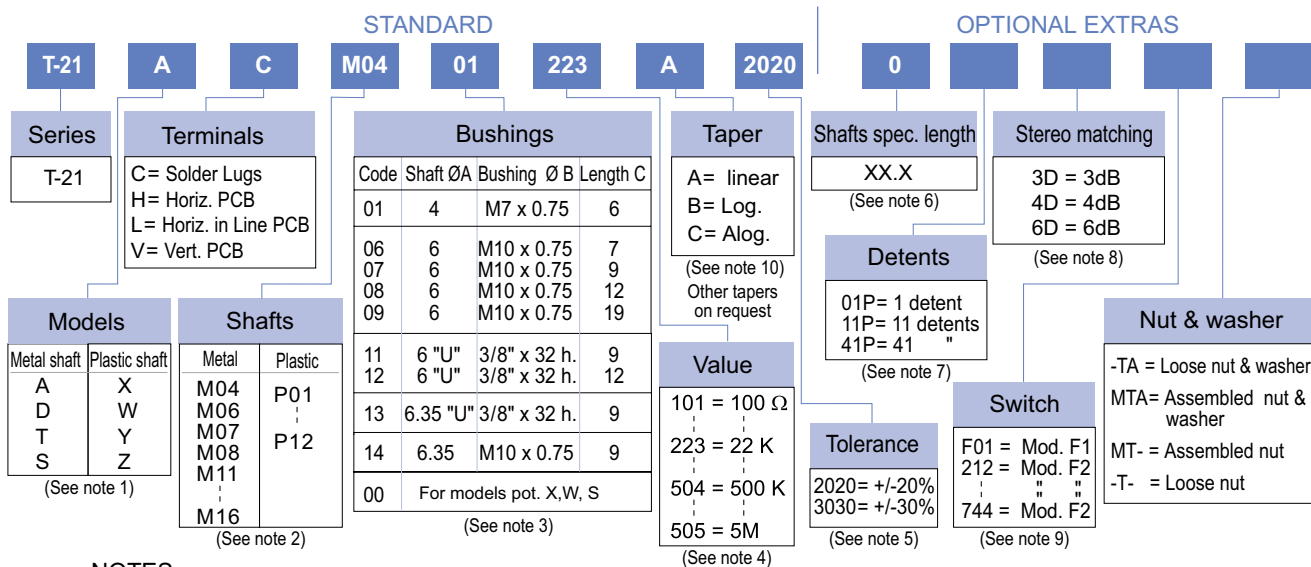 STANDARD
OPTIONAL EXTRAS
T-21 A C M04 01 223 A 2020 0
Series
T-21
Terminals
C= Solder Lugs
H= Horiz. PCB
L= Horiz. in Line PCB
V= Vert. PCB
Models
Metal shaft Plastic shaft
A X
D W
T Y
S Z
(See note 1)
Shafts
Metal Plastic
M04
M06
M07
M08
M11
M16
P01
P12
(See note 2)
Bushings
Code Shaft ØA Bushing Ø B Length C
01 4 M7 x 0.75 6
06 6 M10 x 0.75 7
07 6 M10 x 0.75 9
08 6 M10 x 0.75 12
09 6 M10 x 0.75 19
11 6 "U" 3/8" x 32 h. 9
12 6 "U" 3/8" x 32 h. 12
13 6.35 "U" 3/8" x 32 h. 9
14 6.35 M10 x 0.75 9
00 For models pot. X,W, S
(See note 3)
Taper
A= linear
B= Log.
C= Alog.
(See note 10)
Other tapers
on request
Value
101 = 100 Ω
223 = 22 K
504 = 500 K
505 = 5M
(See note 4)
Tolerance
2020= +/-20%
3030= +/-30%
(See note 5)
Shafts spec. length
XX.X
(See note 6)
Detents
01P= 1 detent
11P= 11 detents
41P= 41 "
(See note 7)
Stereo matching
3D = 3dB
4D = 4dB
6D = 6dB
(See note 8)
Switch
F01 = Mod. F1
212 = Mod. F2
" "
744 = Mod. F2
(See note 9)
Nut & washer
-TA = Loose nut & washer
MTA= Assembled nut &
washer
MT- = Assembled nut
-T- = Loose nut